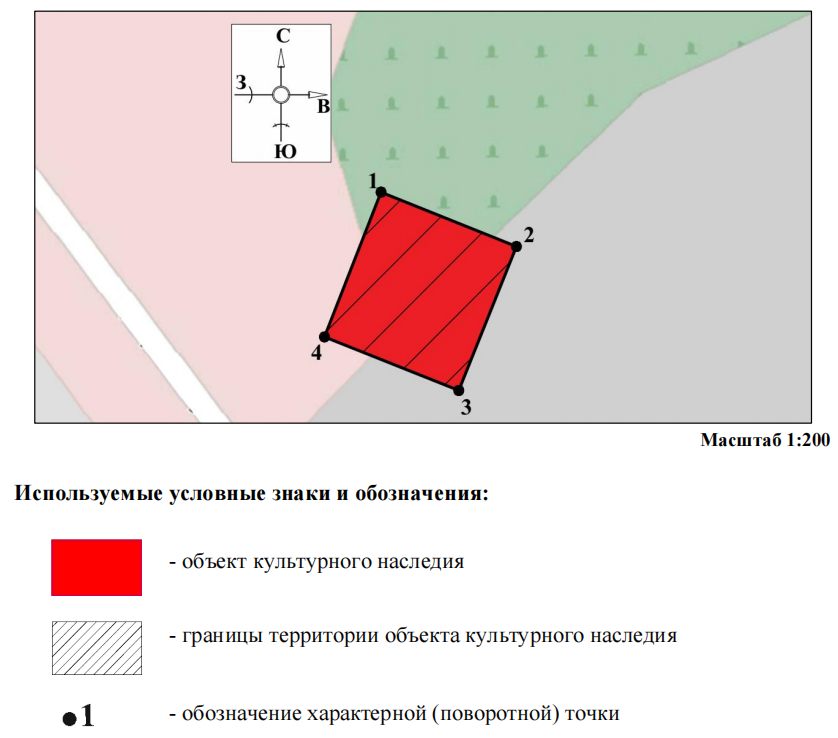 С
З
В
Ю
1
2
4
3
Масштаб 1:200
Используемые условные знаки и обозначения:
- объект культурного наследия
- границы территории объекта культурного наследия
1 - обозначение характерной (поворотной) точки